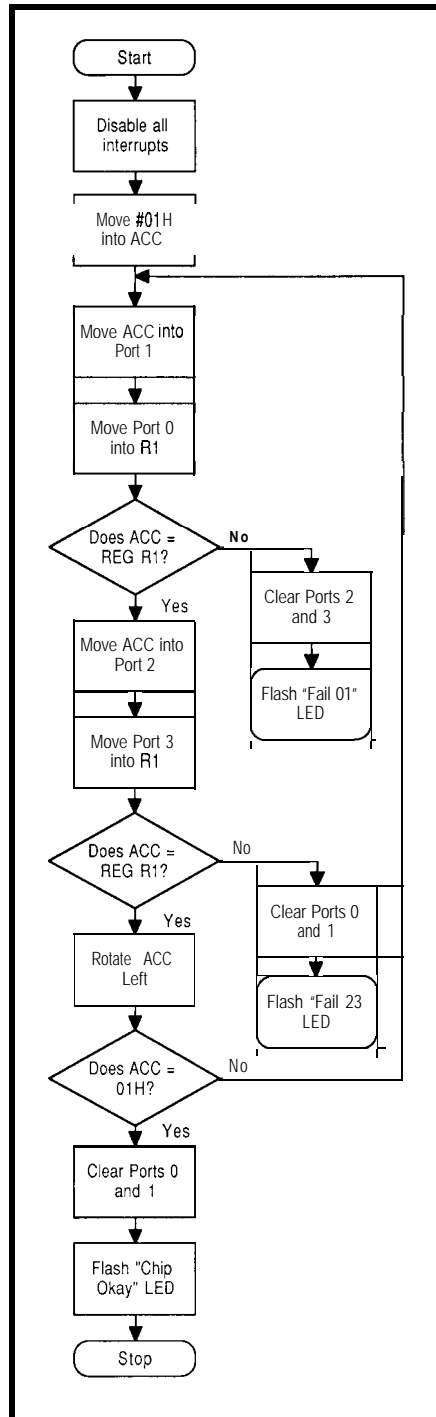 Start
Disable all
interrupts
Move #01H
into ACC
Move ACC into
Port 1
Move Port 0
into R1
Does ACC =
REG R1?
No
Yes
Clear Ports 2
and 3
Flash "Fail 01"
LED
Move ACC into
Port 2
Move Port 3
into R1
Does ACC =
REG R1?
No
Yes
Clear Ports 0
and 1
Flash "Fail 23
LED
Rotate ACC
Left
Does ACC =
01H?
No
Yes
Clear Ports 0
and 1
Flash "Chip
Okay" LED
Stop